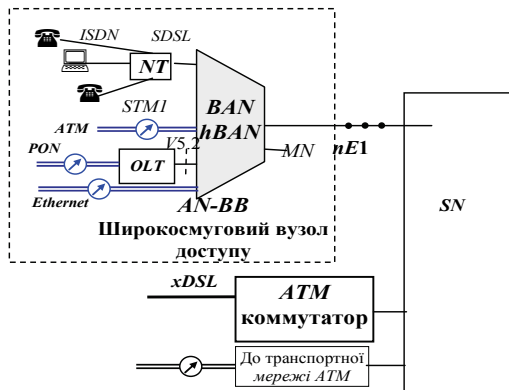 ISDN SDSL
NT
STM1
BAN
hBAN
ATM
V5,2
MN
nE1
PON
OLT
Ethernet
AN-BB
SN
Широкосмуговий вузол
доступу
xDSL
ATM
коммутатор
До транспортної
мережі ATM